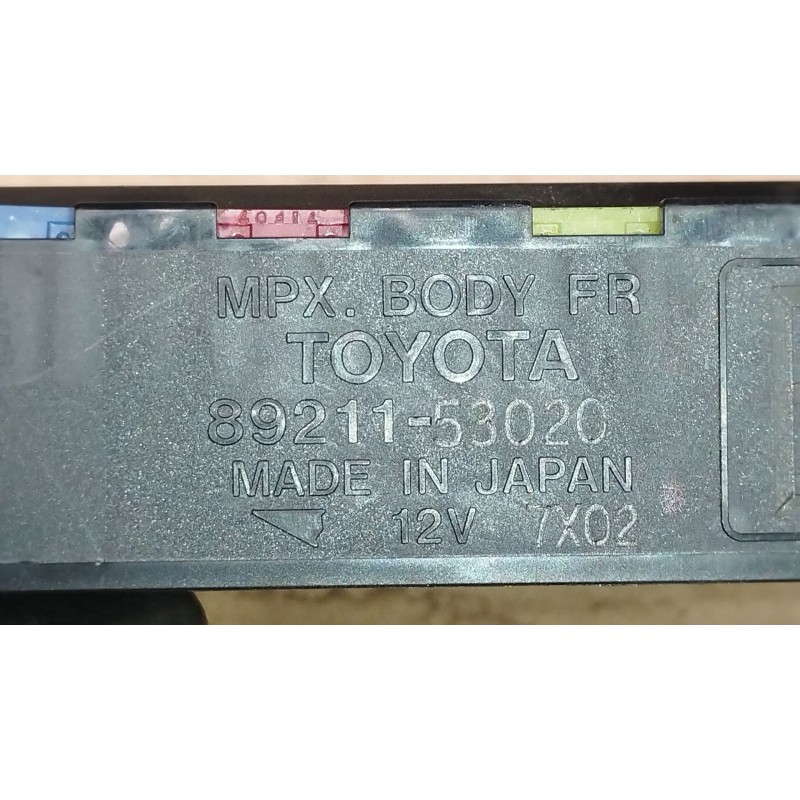 MPX. BODY FR
TOYOTA
89211-53020
MADE IN JAPAN
12V 7X02